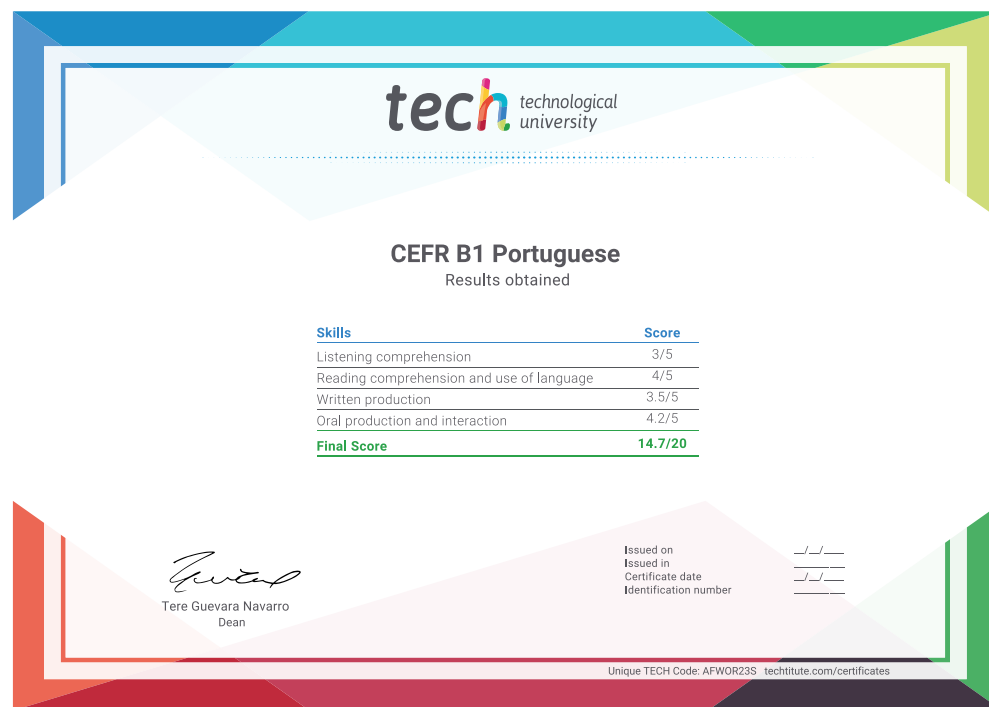 tech technological
university
CEFR B1 Portuguese
Results obtained
Skills Score
Listening comprehension 3/5
Reading comprehension and use of language 4/5
Written production 3.5/5
Oral production and interaction 4.2/5
Final Score 14.7/20
Issued on __/__/____
Issued in ________
Certificate date __/__/____
Identification number ________
Tere Guevara Navarro
Dean
Unique TECH Code: AFWOR23S techtitute.com/certificates